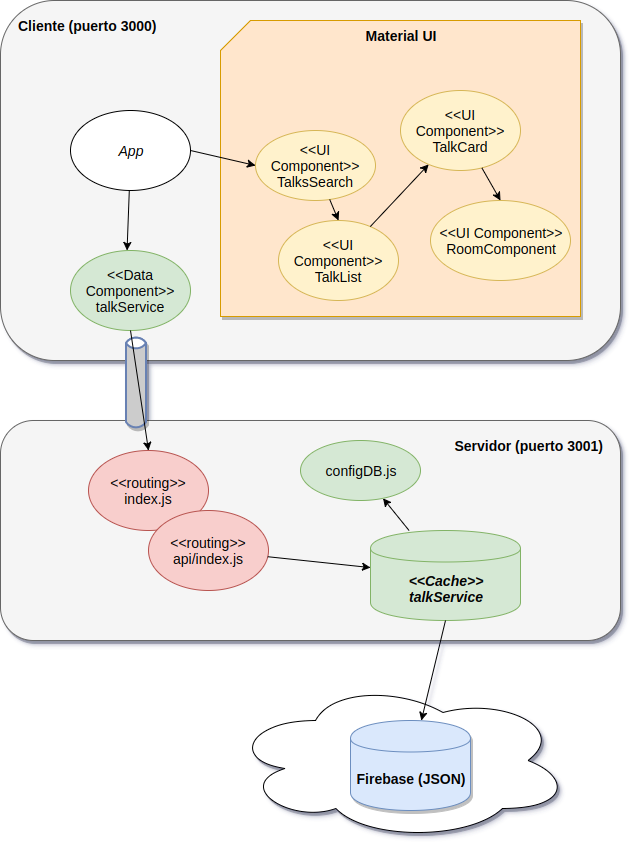 Cliente (puerto 3000)
Material UI
App
<<UI
Component>>
TalksSearch
<<UI
Component>>
TalkCard
<<UI
Component>>
TalkList
<<UI Component>>
RoomComponent
<<Data
Component>>
talkService
Servidor (puerto 3001)
<<routing>>
index.js
<<routing>>
api/index.js
configDB.js
<<Cache>>
talkService
Firebase (JSON)